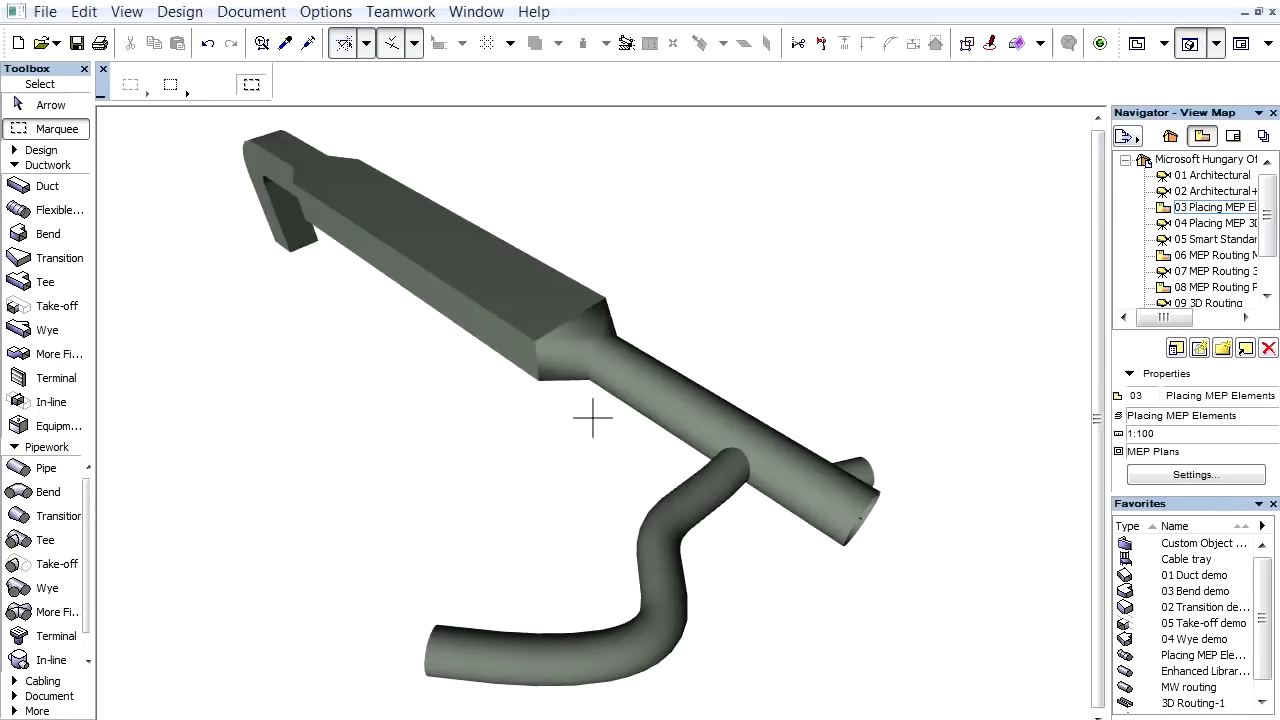 File Edit View Design Document Options Teamwork Window Help
Toolbox
Select
Arrow
Marquee
Design
Ductwork
Duct
Flexible...
Bend
Transition
Tee
Take-off
Wye
More Fi...
Terminal
In-line
Equipm...
Pipework
Pipe
Bend
Transition
Tee
Take-off
Wye
More Fi..
Terminal
In-line
Cabling
Document
More
Navigator - View Map
Microsoft Hungary Of
01 Architectural
02 Architectural+
03 Placing MEP El
04 Placing MEP 3D
05 Smart Standar
06 MEP Routing M
07 MEP Routing 3
08 MEP Routing P
09 3D Routing
Properties
03 Placing MEP Elements
Placing MEP Elements
1:100
MEP Plans
Settings...
Favorites
Type Name
Custom Object ...
Cable tray
01 Duct demo
03 Bend demo
02 Transition de...
05 Take-off demo
04 Wye demo
Placing MEP Ele...
Enhanced Librar...
MW routing
3D Routing-1